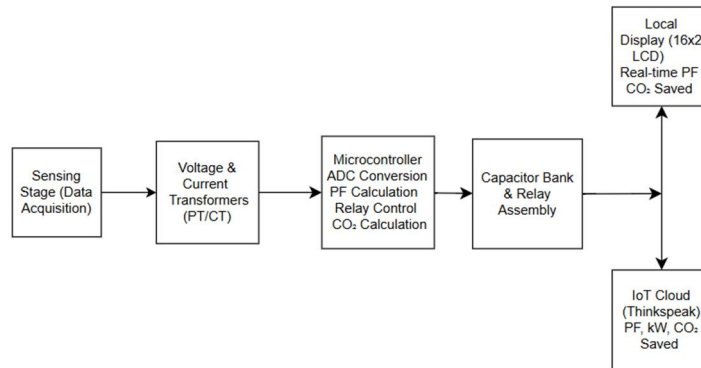 Sensing
Stage (Data
Acquisition)
Voltage &
Current
Transformers
(PT/CT)
Microcontroller
ADC Conversion
PF Calculation
Relay Control
CO₂ Calculation
Capacitor Bank
& Relay
Assembly
Local
Display (16x2
LCD)
Real-time PF
CO₂ Saved
IoT Cloud
(Thinkspeak)
PF, kW, CO₂
Saved